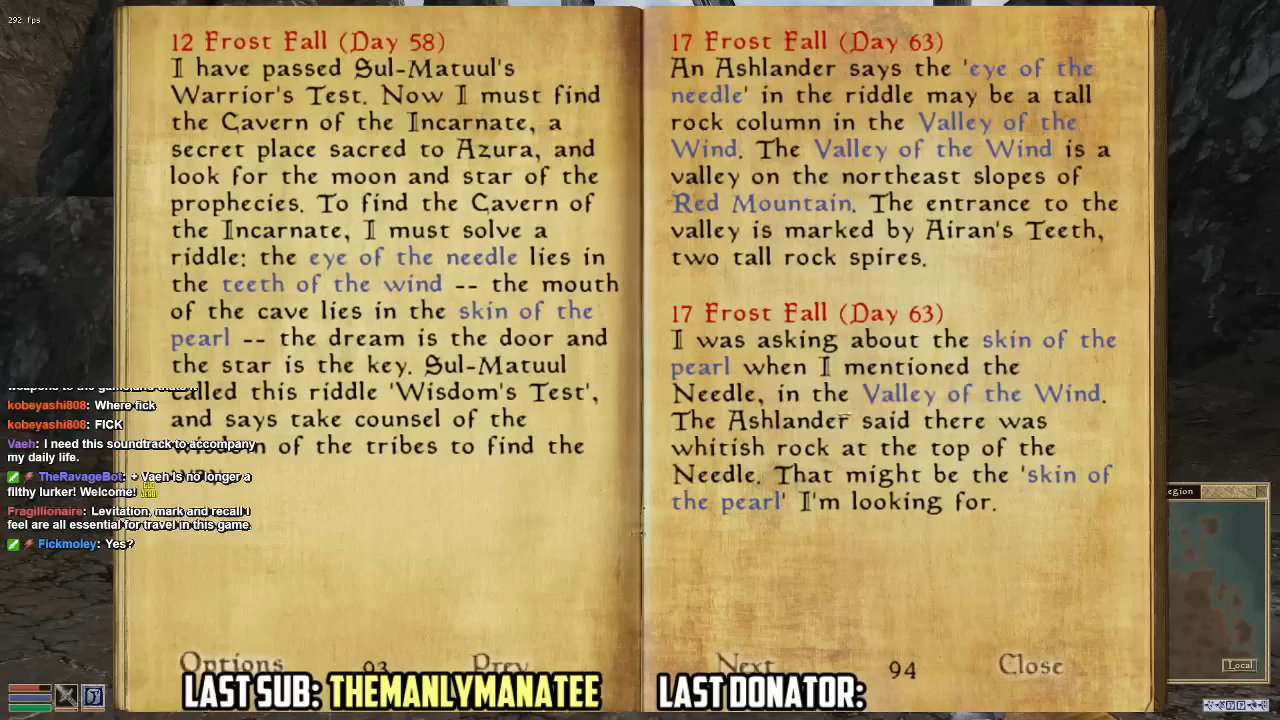 292 fps
12 Frost Fall (Day 58)
I have passed Sul-Matuul's
Warrior's Test. Now I must find
the Cavern of the Incarnate, a
secret place sacred to Azura, and
look for the moon and star of the
prophecies. To find the Cavern of
the Incarnate, I must solve a
riddle: the eye of the needle lies in
the teeth of the wind -- the mouth
of the cave lies in the skin of the
pearl -- the dream is the door and
the star is the key. Sul-Matuul
called this riddle 'Wisdom's Test',
and says take counsel of the
wisdom of the tribes to find the
17 Frost Fall (Day 63)
An Ashlander says the 'eye of the
needle' in the riddle may be a tall
rock column in the Valley of the
Wind. The Valley of the Wind is a
valley on the northeast slopes of
Red Mountain. The entrance to the
valley is marked by Airan's Teeth,
two tall rock spires.
17 Frost Fall (Day 63)
I was asking about the skin of the
pearl when I mentioned the
Needle, in the Valley of the Wind.
The Ashlander said there was
whitish rock at the top of the
Needle. That might be the 'skin of
the pearl' I'm looking for.
kobeyashi808: Where fick
kobeyashi808: FICK
Vaeh: I need this soundtrack to accompany
my daily life.
TheRavageBot: + Vaeh is no longer a
filthy lurker! Welcome!
Fragillionaire: Levitation, mark and recall I
feel are all essential for travel in this game.
Fickmoley: Yes?
Options
93
Prev
Next
94
Close
LAST SUB: THEMANLYMANATEE
LAST DONATOR:
egion
Local